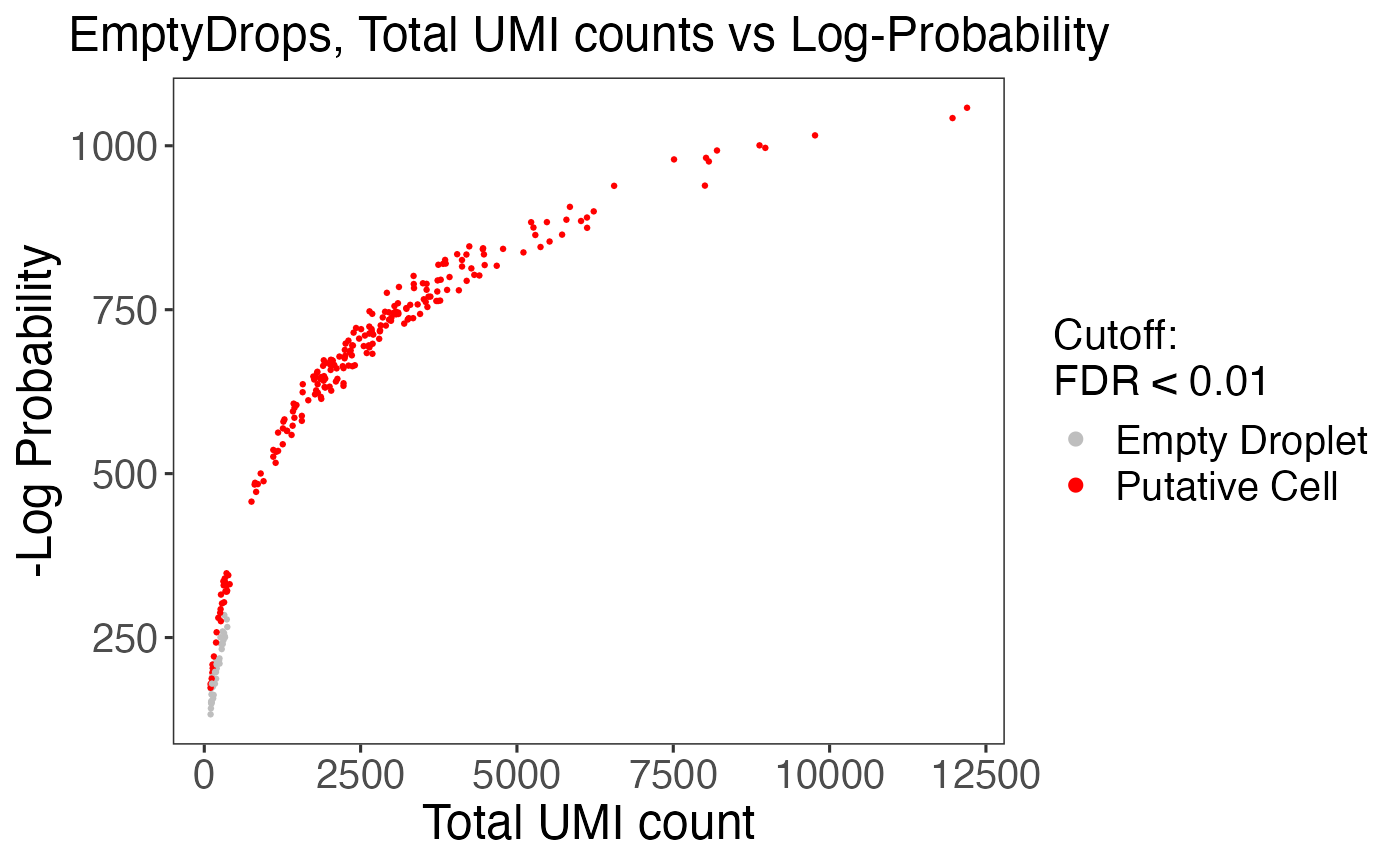 EmptyDrops, Total UMI counts vs Log-Probability
1000
750
500
250
-Log Probability
0 2500 5000 7500 10000 12500
Total UMI count
Cutoff:
FDR < 0.01
Empty Droplet
Putative Cell